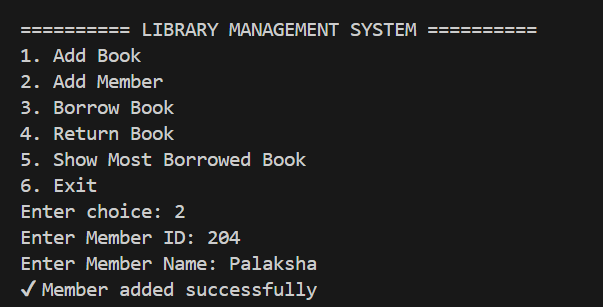 ========== LIBRARY MANAGEMENT SYSTEM ==========
1. Add Book
2. Add Member
3. Borrow Book
4. Return Book
5. Show Most Borrowed Book
6. Exit
Enter choice: 2
Enter Member ID: 204
Enter Member Name: Palaksha
✓ Member added successfully